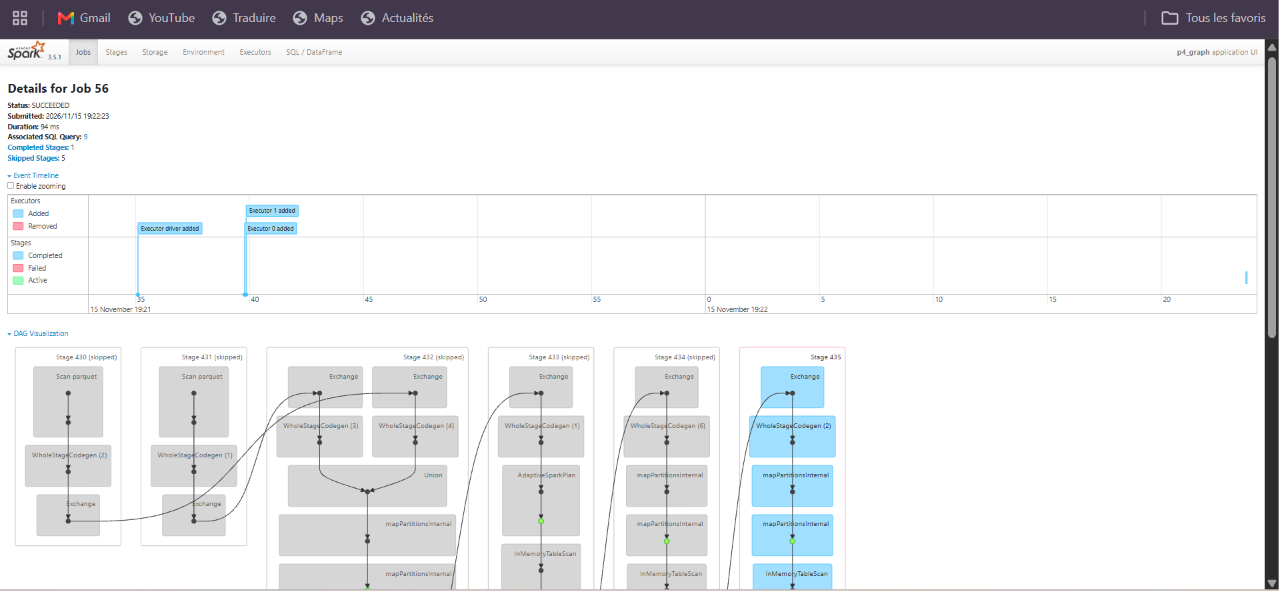 Gmail YouTube Traduire Maps Actualités Tous les favoris
APACHE Spark 3.5.1 Jobs Stages Storage Environment Executors SQL / DataFrame p4_graph application UI
Details for Job 56
Status: SUCCEEDED
Submitted: 2026/11/15 19:22:23
Duration: 94 ms
Associated SQL Query: 9
Completed Stages: 1
Skipped Stages: 5
Event Timeline
Enable zooming
Executors
Added
Removed
Executor driver added
Executor 1 added
Executor 0 added
Stages
Completed
Failed
Active
35 40 45 50 55 0 5 10 15 20
15 November 19:21 15 November 19:22
DAG Visualization
Stage 430 (skipped) Stage 431 (skipped) Stage 432 (skipped) Stage 433 (skipped) Stage 434 (skipped) Stage 435
Scan parquet Scan parquet Exchange Exchange Exchange Exchange Exchange
WholeStageCodegen (3) WholeStageCodegen (4) WholeStageCodegen (1) WholeStageCodegen (6) WholeStageCodegen (2)
WholeStageCodegen (2) WholeStageCodegen (1)
Union AdaptiveSparkPlan mapPartitionsInternal mapPartitionsInternal
Exchange Exchange
mapPartitionsInternal mapPartitionsInternal mapPartitionsInternal
InMemoryTableScan
mapPartitionsInternal InMemoryTableScan InMemoryTableScan